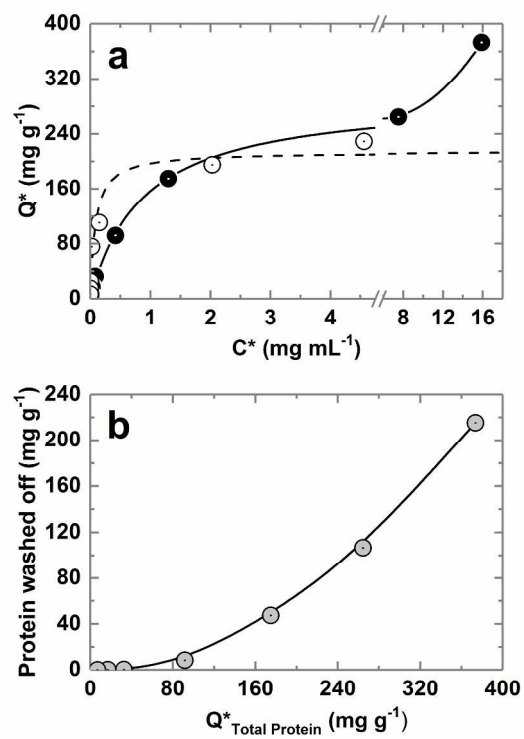 a
400
320
240
160
80
0
Q* (mg g⁻¹)
0 1 2 3 4 8 12 16
C* (mg mL⁻¹)
b
240
200
160
120
80
40
0
Protein washed off (mg g⁻¹)
0 80 160 240 320 400
Q*Total Protein (mg g⁻¹)